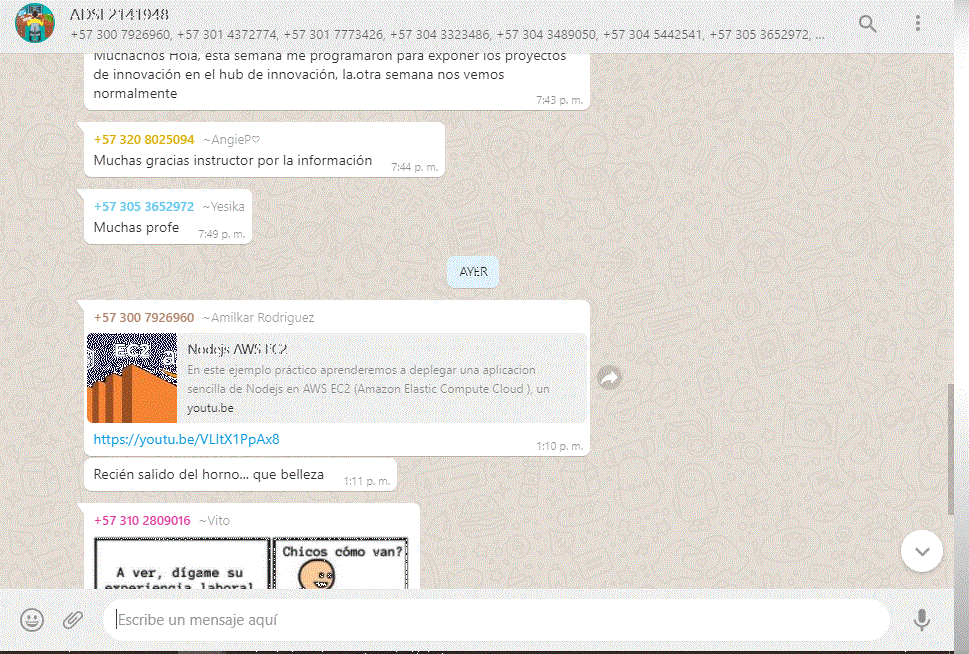 ADSI 2141948
+57 300 7926960, +57 301 4372774, +57 301 7773426, +57 304 3323486, +57 304 3489050, +57 304 5442541, +57 305 3652972, ...
Muchachos Hola, esta semana me programaron para exponer los proyectos
de innovación en el hub de innovación, la.otra semana nos vemos
normalmente
7:43 p. m.
+57 320 8025094 ~AngieP♡
Muchas gracias instructor por la información
7:44 p. m.
+57 305 3652972 ~Yesika
Muchas profe
7:49 p. m.
AYER
+57 300 7926960 ~Amilkar Rodriguez
EC2
Nodejs AWS EC2
En este ejemplo práctico aprenderemos a deplegar una aplicacion
sencilla de Nodejs en AWS EC2 (Amazon Elastic Compute Cloud ), un
youtu.be
https://youtu.be/VLltX1PpAx8
1:10 p. m.
Recién salido del horno... que belleza
1:11 p. m.
+57 310 2809016 ~Vito
A ver, dígame su
experiencia laboral
Chicos cómo van?
Escribe un mensaje aquí